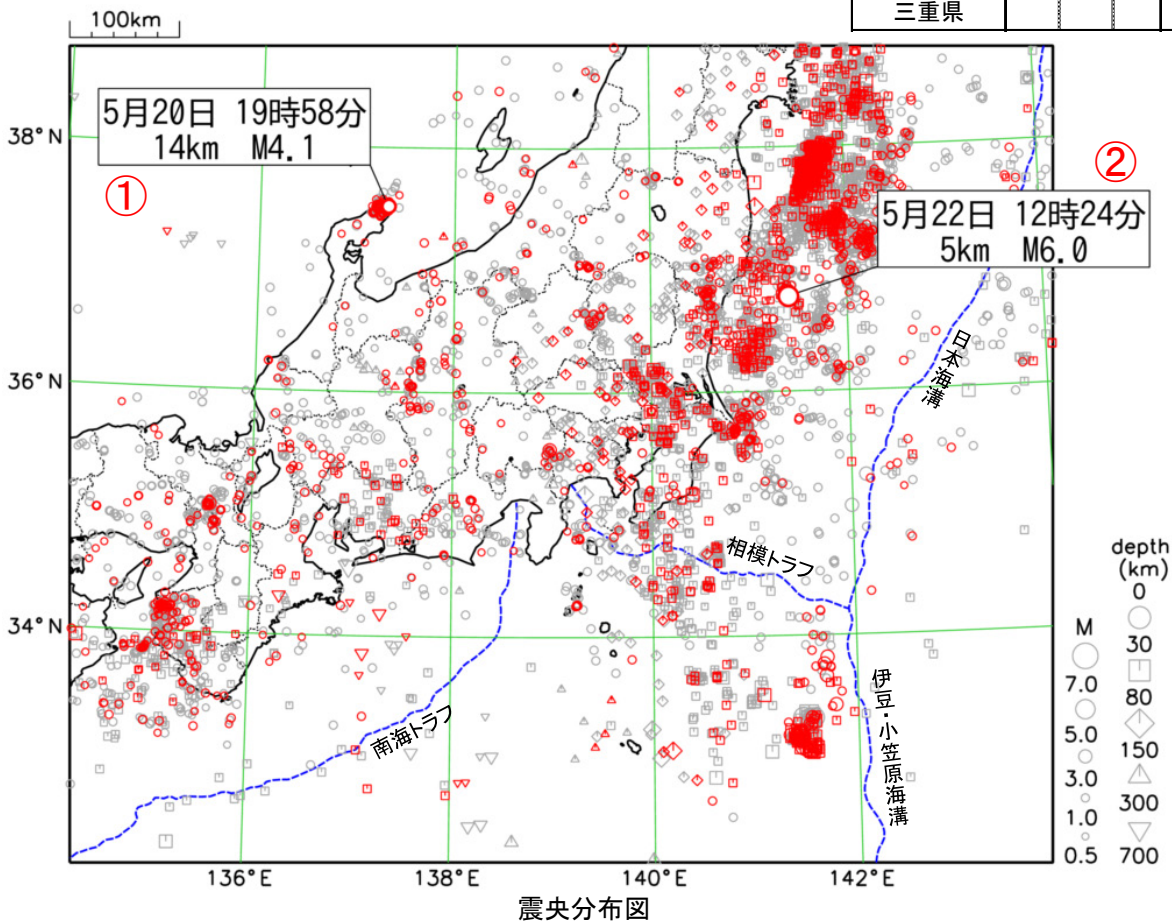 三重県
100km
5月20日 19時58分
14km M4.1
①
②
5月22日 12時24分
5km M6.0
38°N
36°N
34°N
日本海溝
相模トラフ
南海トラフ
伊豆・小笠原海溝
136°E
138°E
140°E
142°E
M
7.0
5.0
3.0
1.0
0.5
depth
(km)
0
30
80
150
300
700
震央分布図